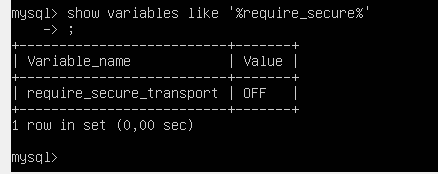 mysql> show variables like '%require_secure%'
    -> ;
+--------------------------+-------+
| Variable_name            | Value |
+--------------------------+-------+
| require_secure_transport | OFF   |
+--------------------------+-------+
1 row in set (0,00 sec)
mysql>